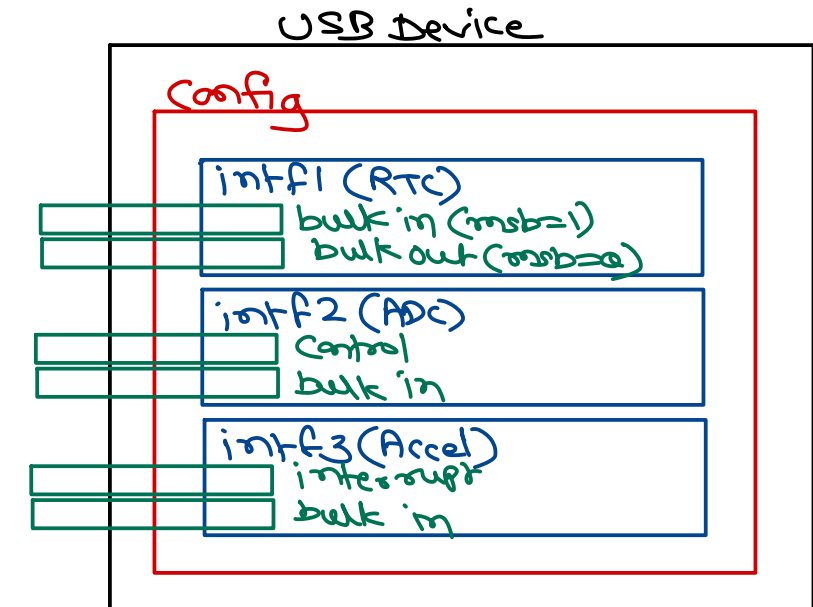 USB Device
Config
intf1 (RTC)
bulk in (msb=1)
bulk out (msb=0)
intf2 (ADC)
Control
bulk in
intf3 (Accel)
interrupt
bulk in